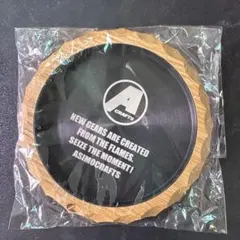 A
CRAFTS
NEW GEARS ARE CREATED
FROM THE FLAMES.
SEIZE THE MOMENT!
ASIMOCRAFTS